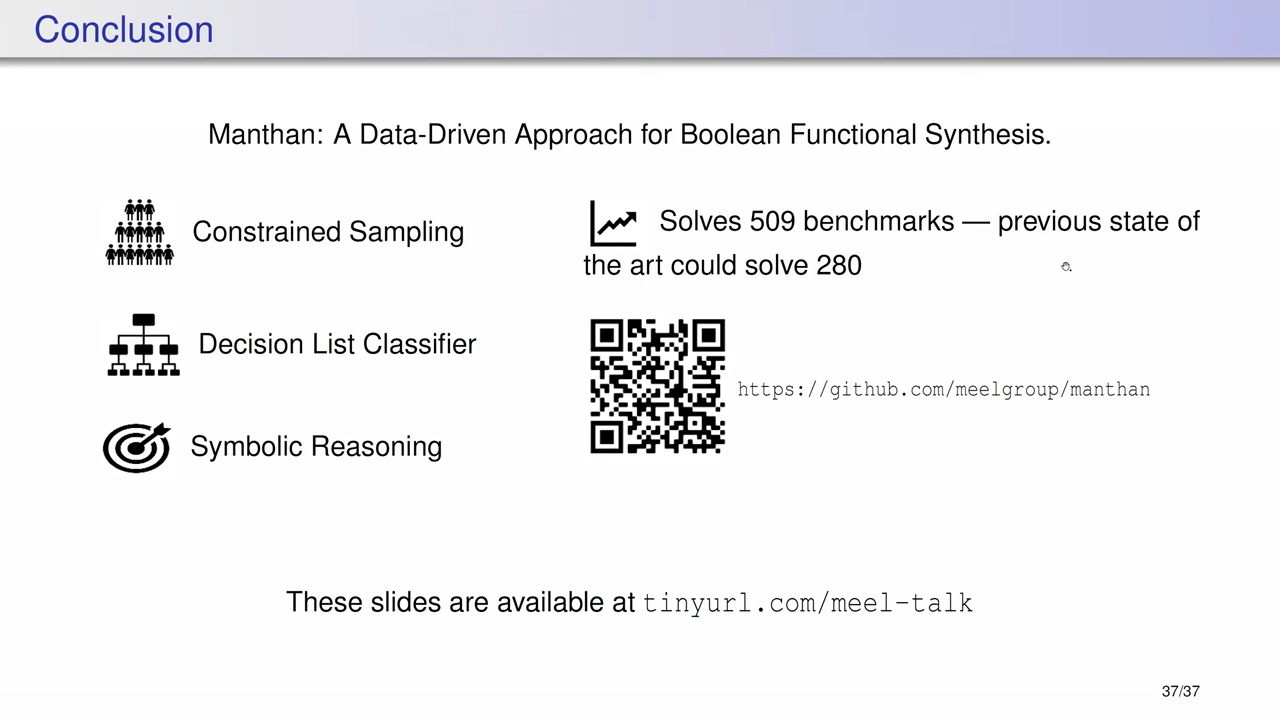 Conclusion
Manthan: A Data-Driven Approach for Boolean Functional Synthesis.
Constrained Sampling
Decision List Classifier
Symbolic Reasoning
Solves 509 benchmarks — previous state of
the art could solve 280
https://github.com/meelgroup/manthan
These slides are available at tinyurl.com/meel-talk
37/37